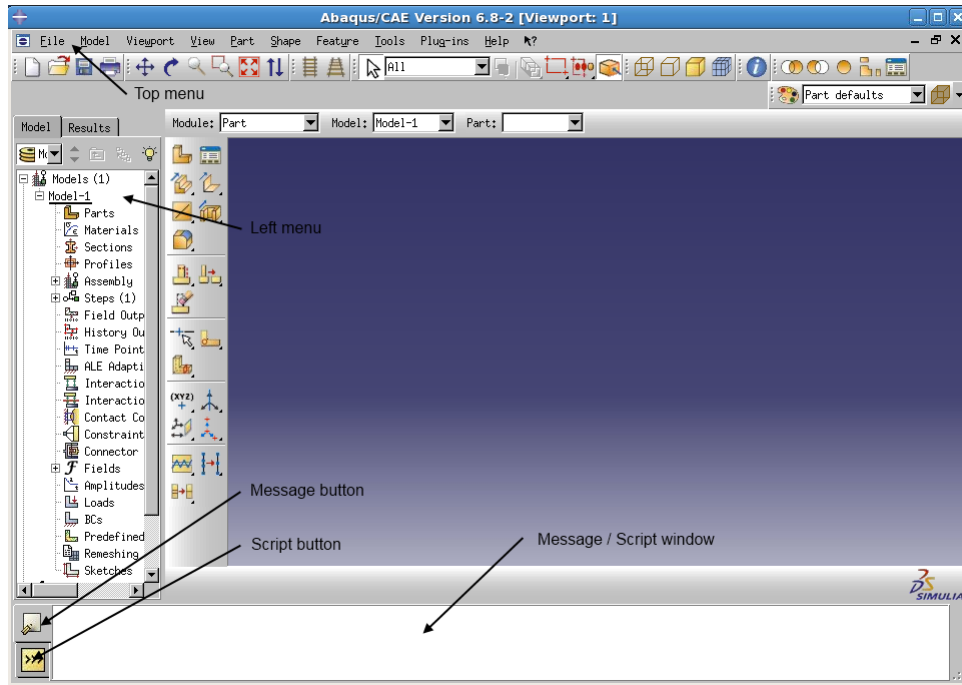 Abaqus/CAE Version 6.8-2 [Viewport: 1]
File Model Viewport View Part Shape Feature Tools Plug-ins Help
All
Top menu
Part defaults
Model Results
Module: Part Model: Model-1 Part:
Models (1)
Model-1
Parts
Left menu
Materials
Sections
Profiles
Assembly
Steps (1)
Field Outp
History Ou
Time Point
ALE Adapti
Interactio
Interactio
(XYZ)
Contact Co
Constraint
Connector
Fields
Amplitudes
Message button
Loads
BCs
Predefined
Script button
Message / Script window
Remeshing
Sketches
SIMULIA